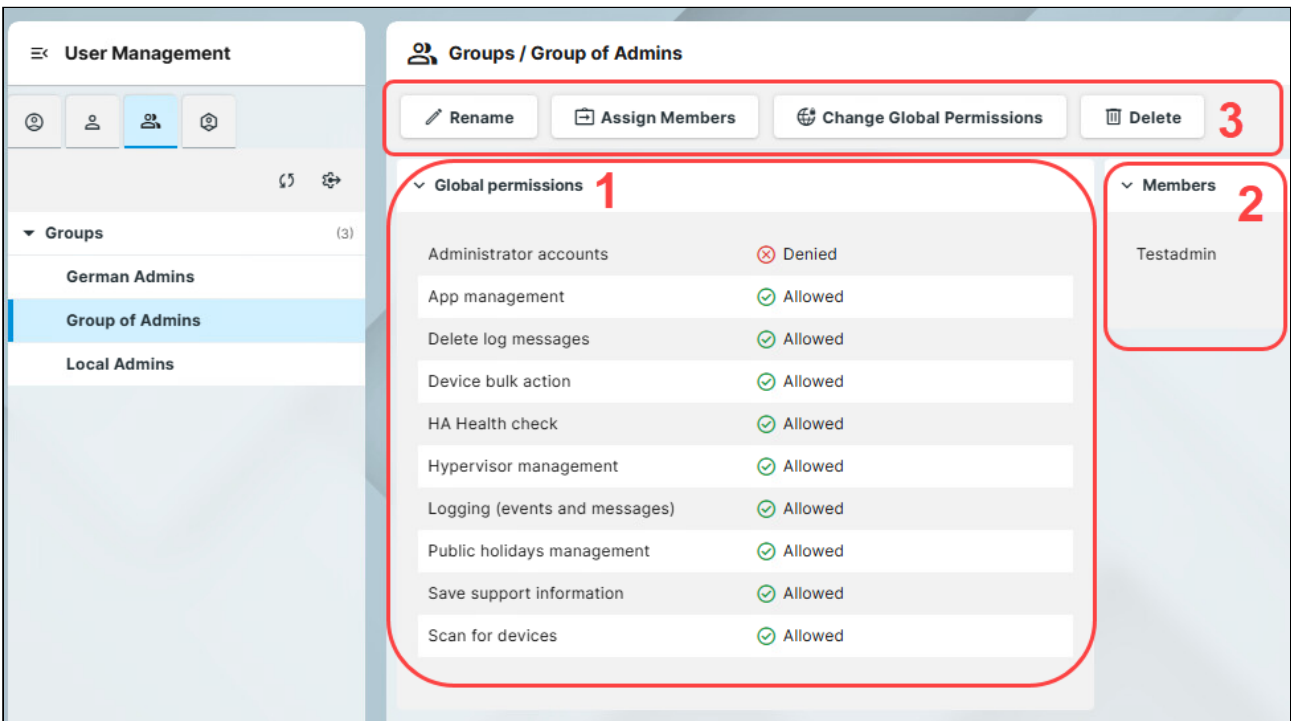 User Management
Groups (3)
German Admins
Group of Admins
Local Admins
Groups / Group of Admins
Rename Assign Members Change Global Permissions Delete 3
Global permissions 1
Administrator accounts Denied
App management Allowed
Delete log messages Allowed
Device bulk action Allowed
HA Health check Allowed
Hypervisor management Allowed
Logging (events and messages) Allowed
Public holidays management Allowed
Save support information Allowed
Scan for devices Allowed
Members 2
Testadmin